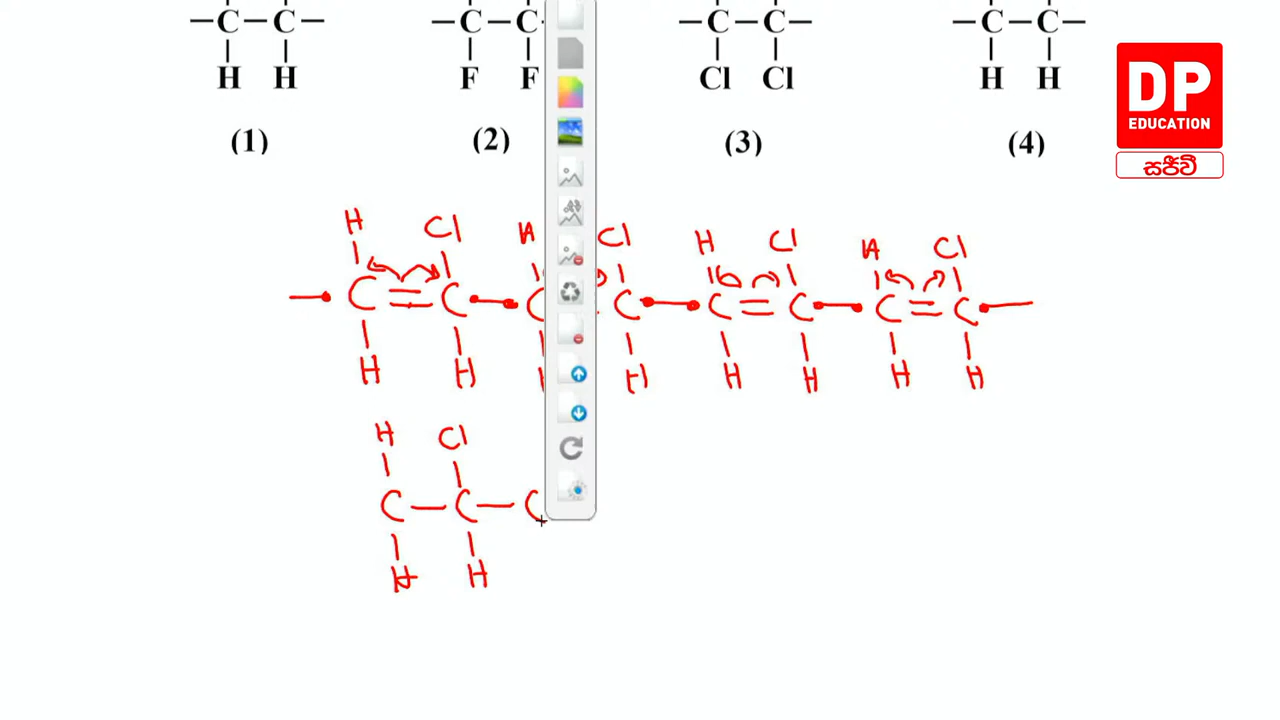 –C–C– –C–C –C–C– –C–C–
H H F F Cl Cl H H
DP
EDUCATION
(1) (2) (3) (4)
සජීවී
H Cl H Cl H Cl H Cl
C=C–C C–C=C–C=C–
H H H H H H H
H Cl
C–C–C
H H